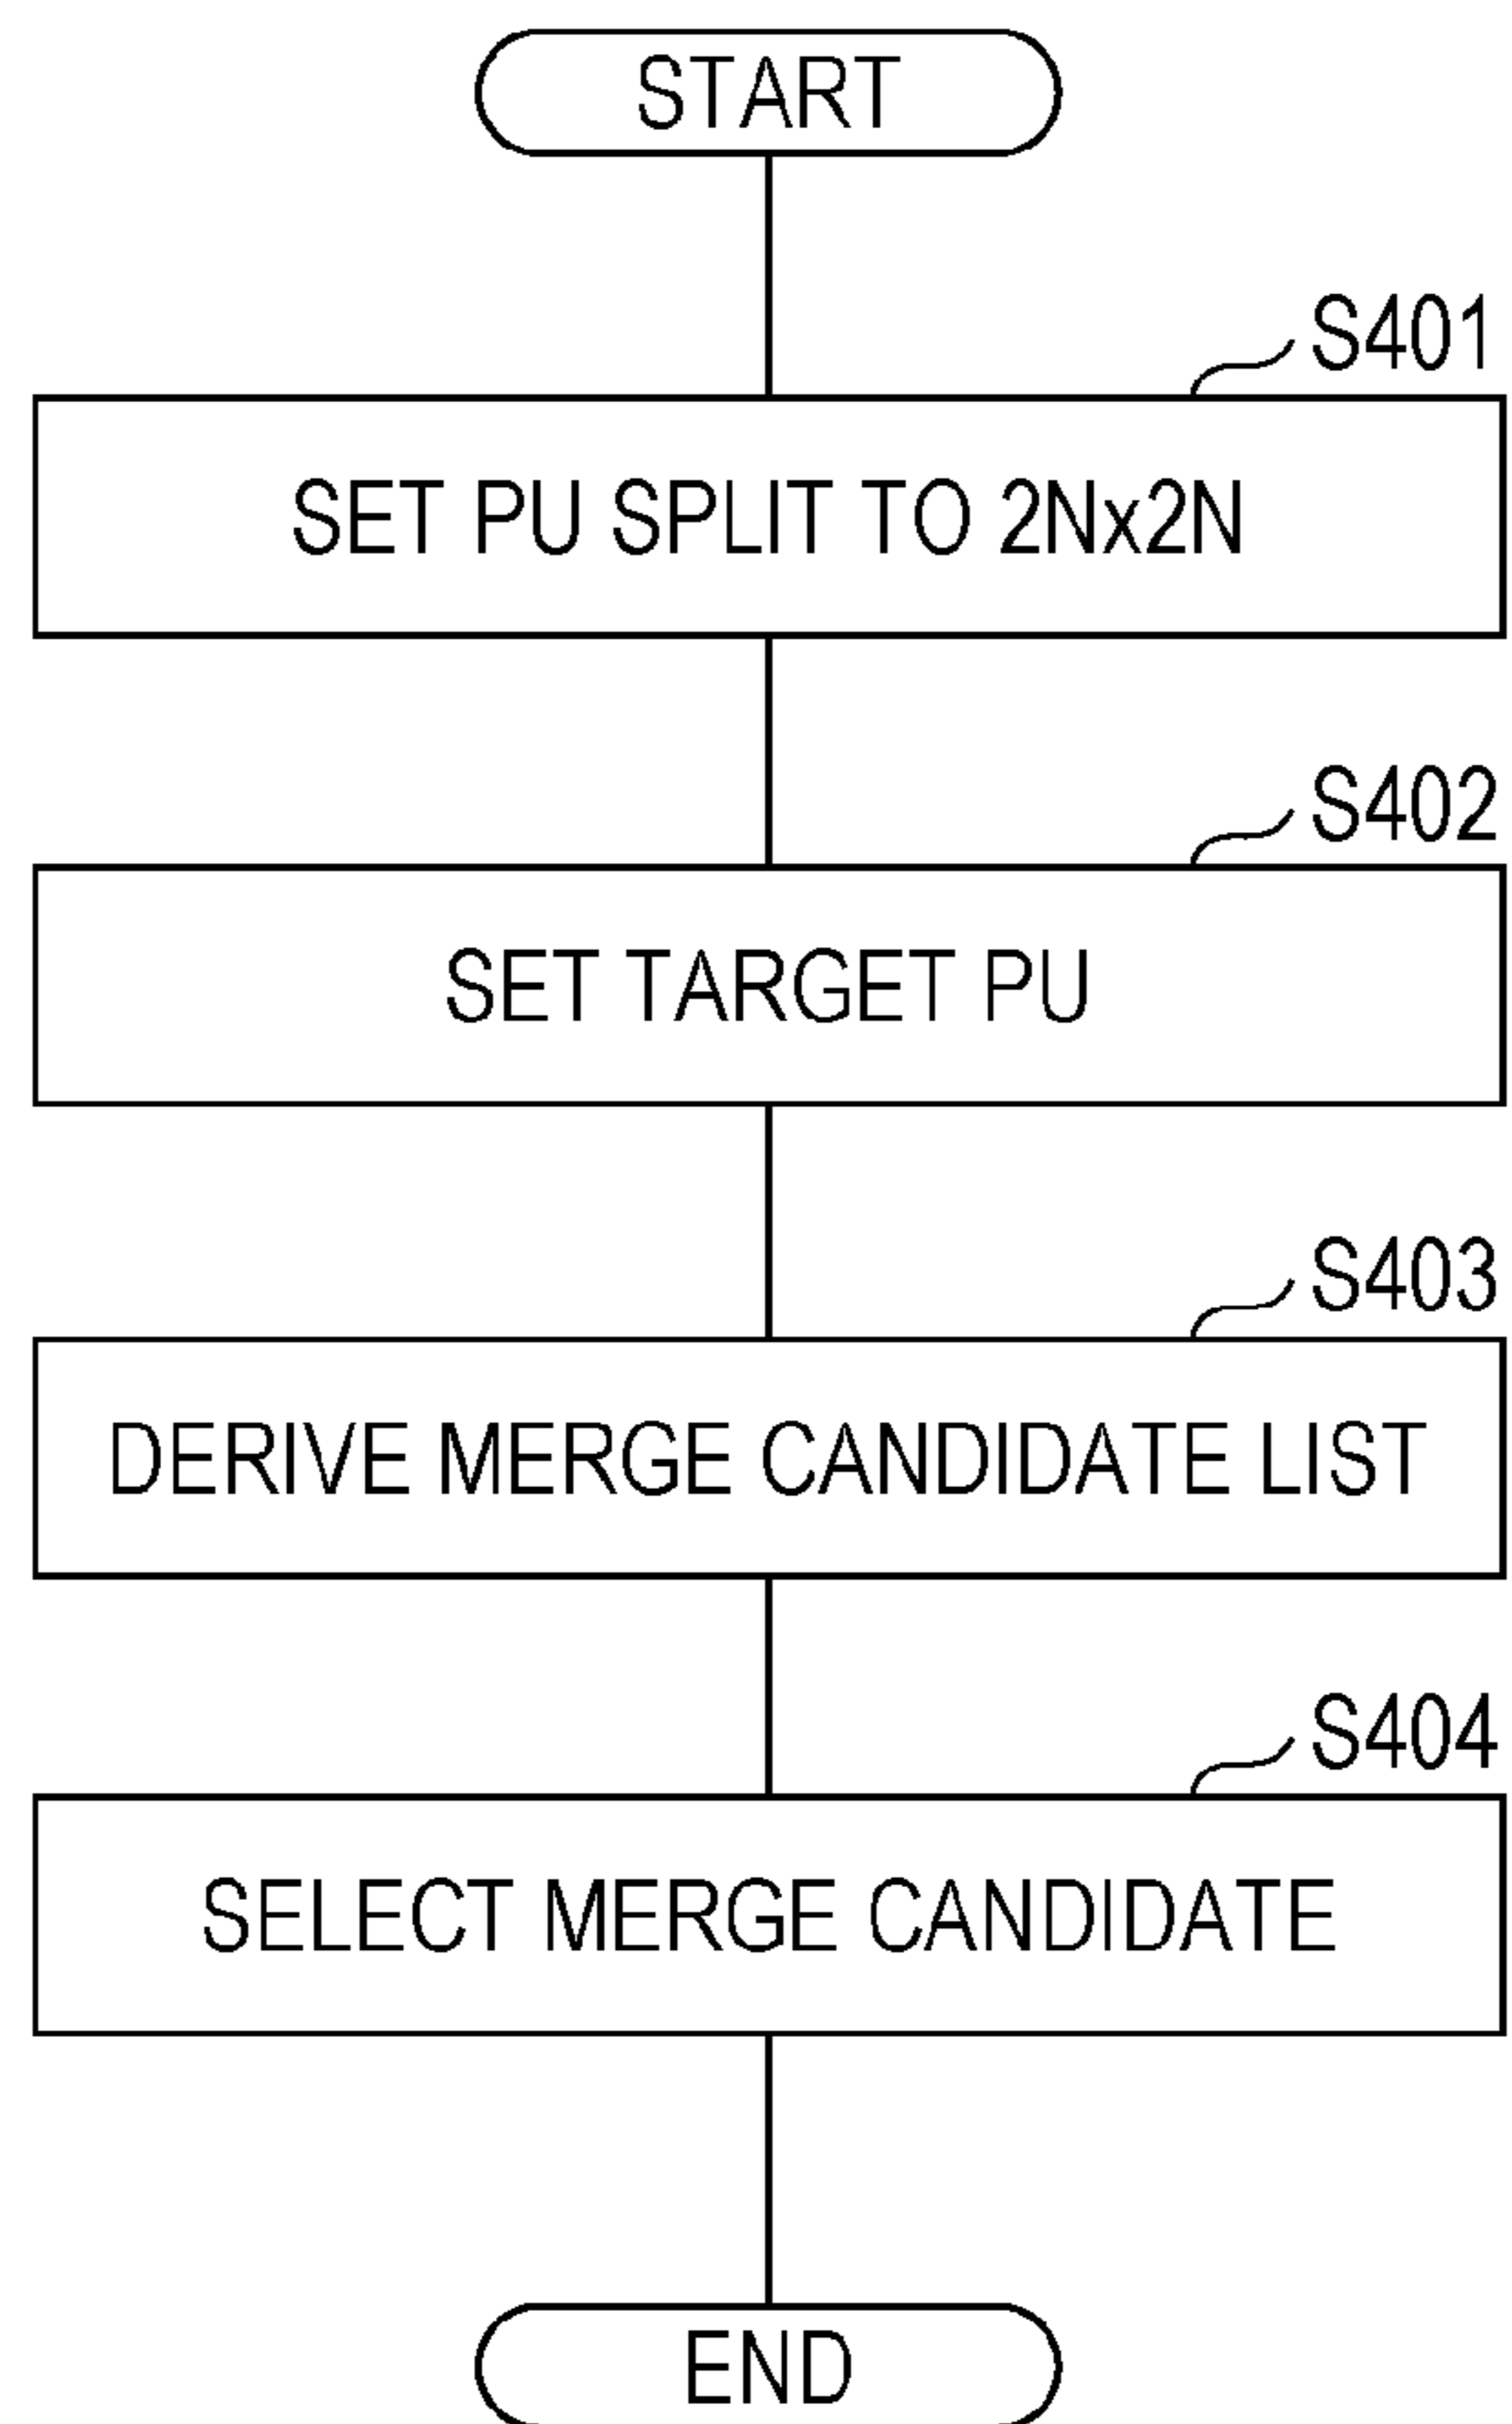 START
S401
SET PU SPLIT TO 2Nx2N
S402
SET TARGET PU
S403
DERIVE MERGE CANDIDATE LIST
S404
SELECT MERGE CANDIDATE
END